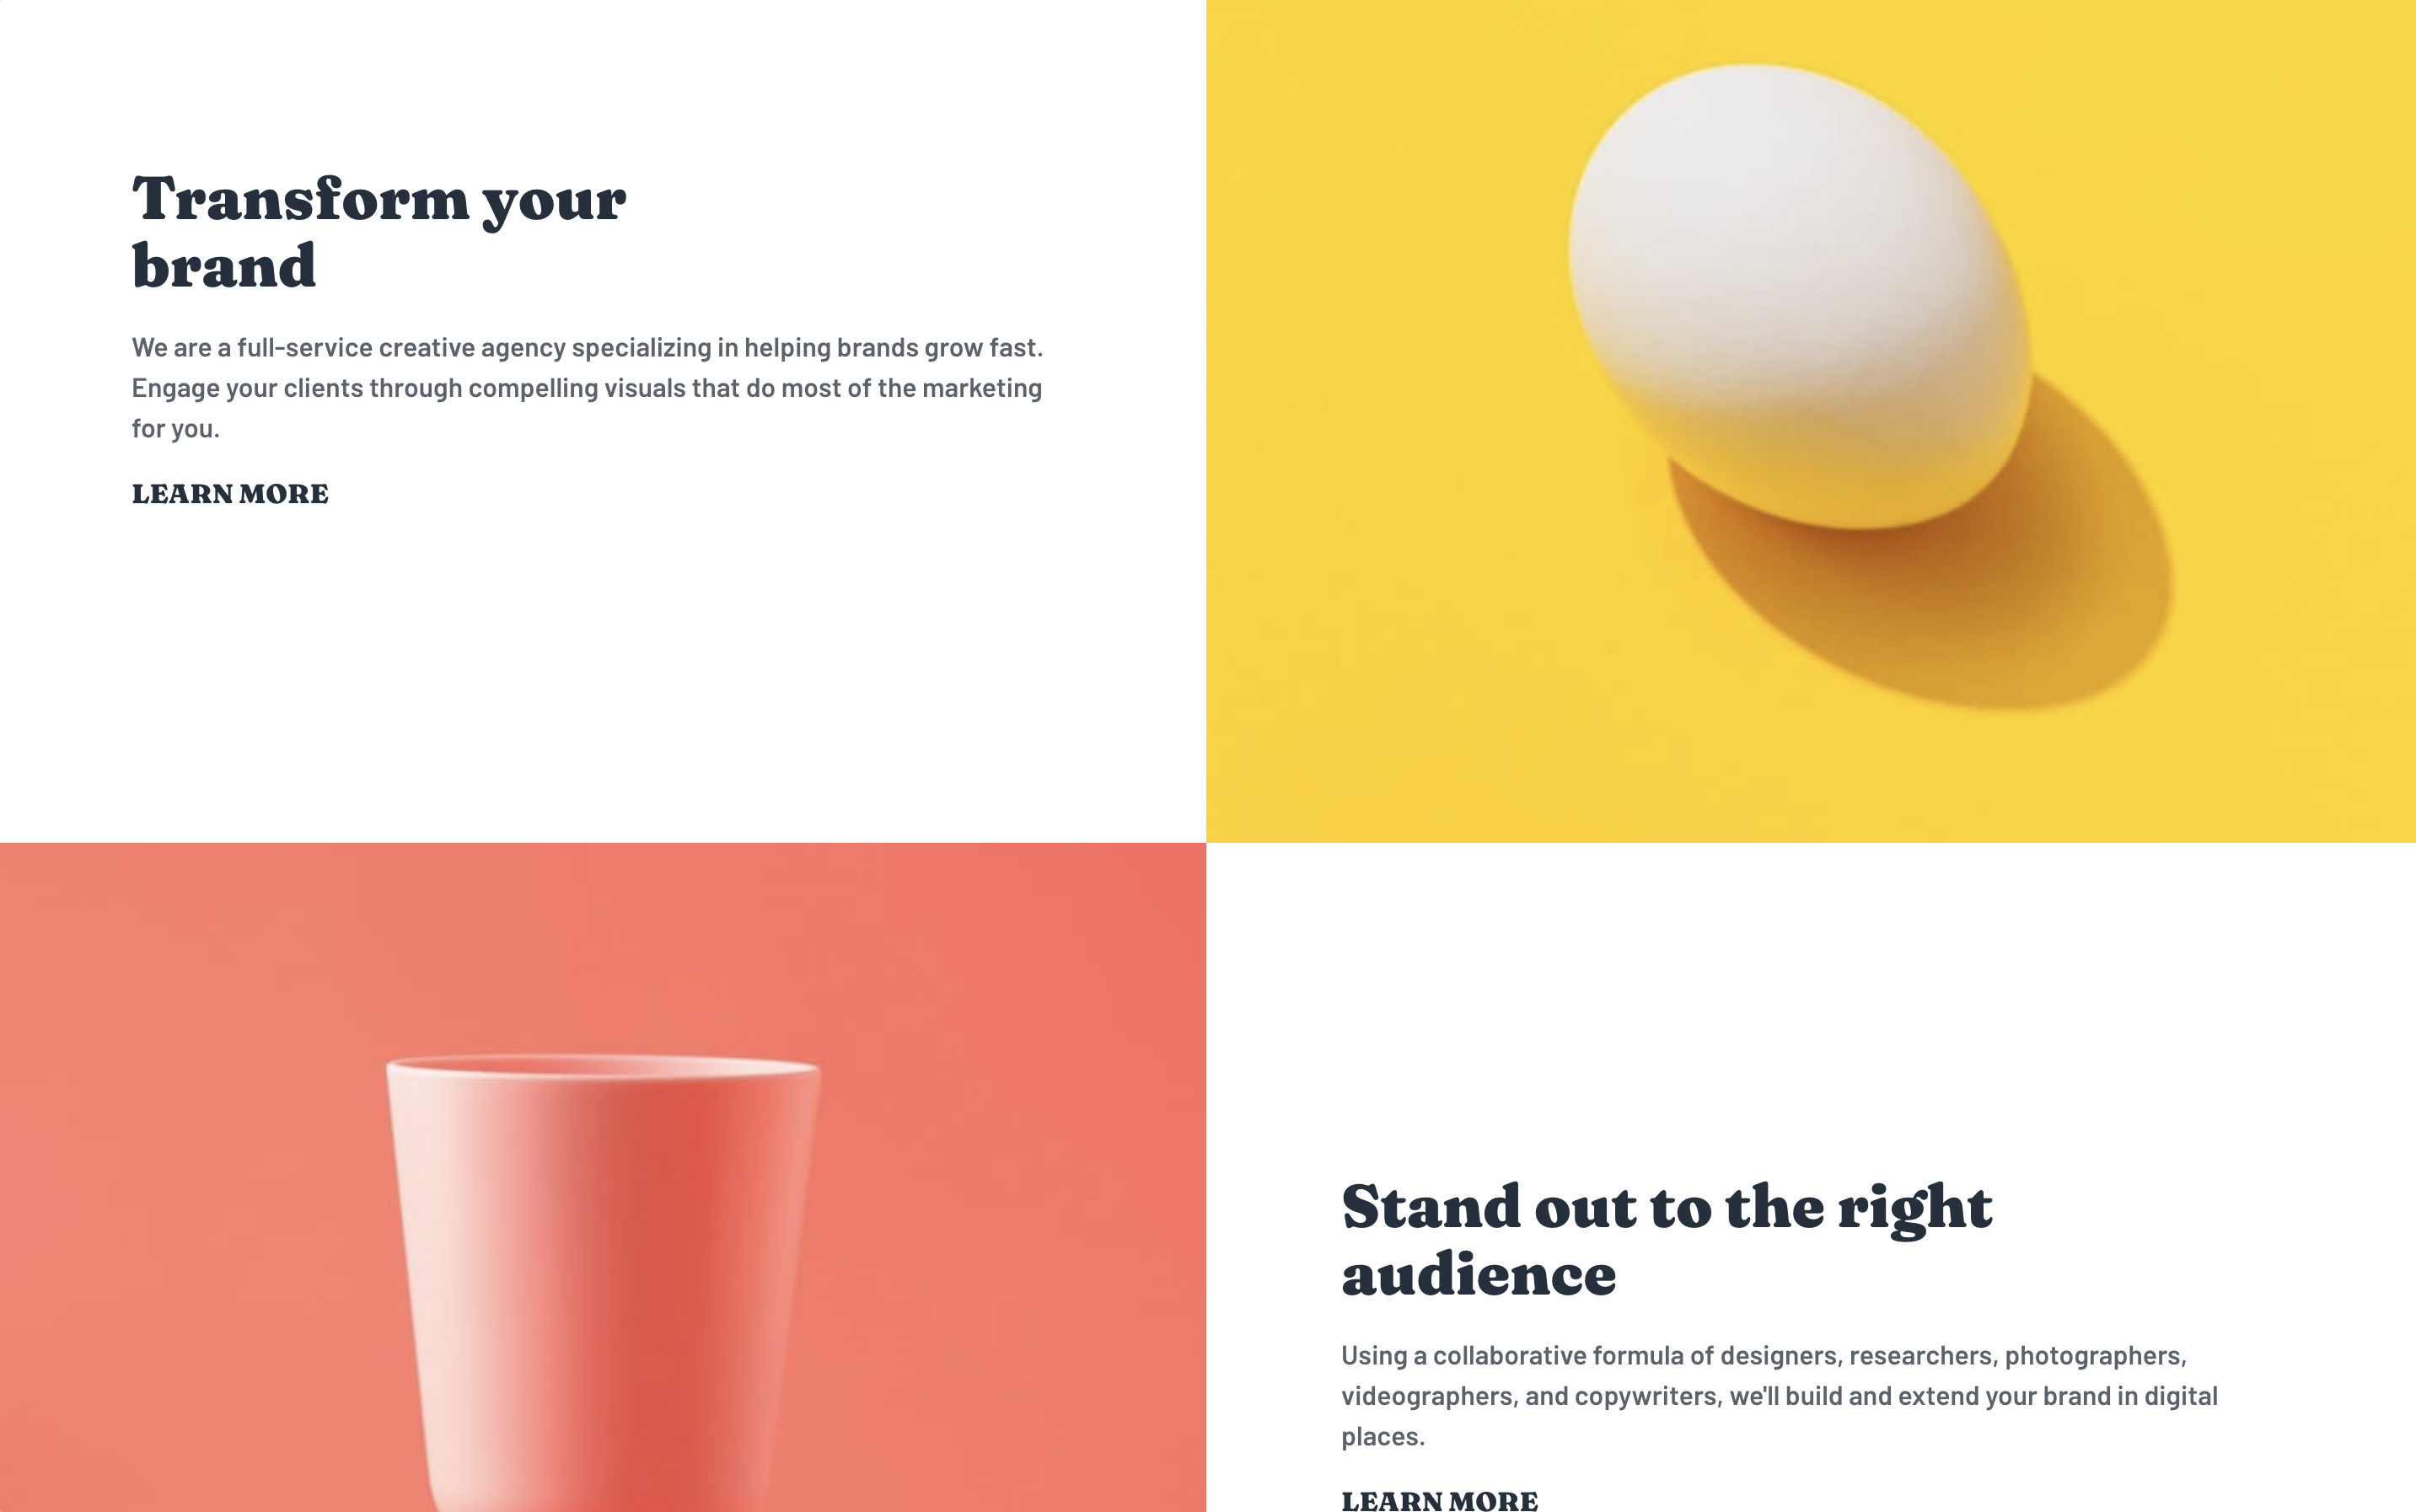 Transform your
brand
We are a full-service creative agency specializing in helping brands grow fast.
Engage your clients through compelling visuals that do most of the marketing
for you.
LEARN MORE
Stand out to the right
audience
Using a collaborative formula of designers, researchers, photographers,
videographers, and copywriters, we'll build and extend your brand in digital
places.
LEARN MORE